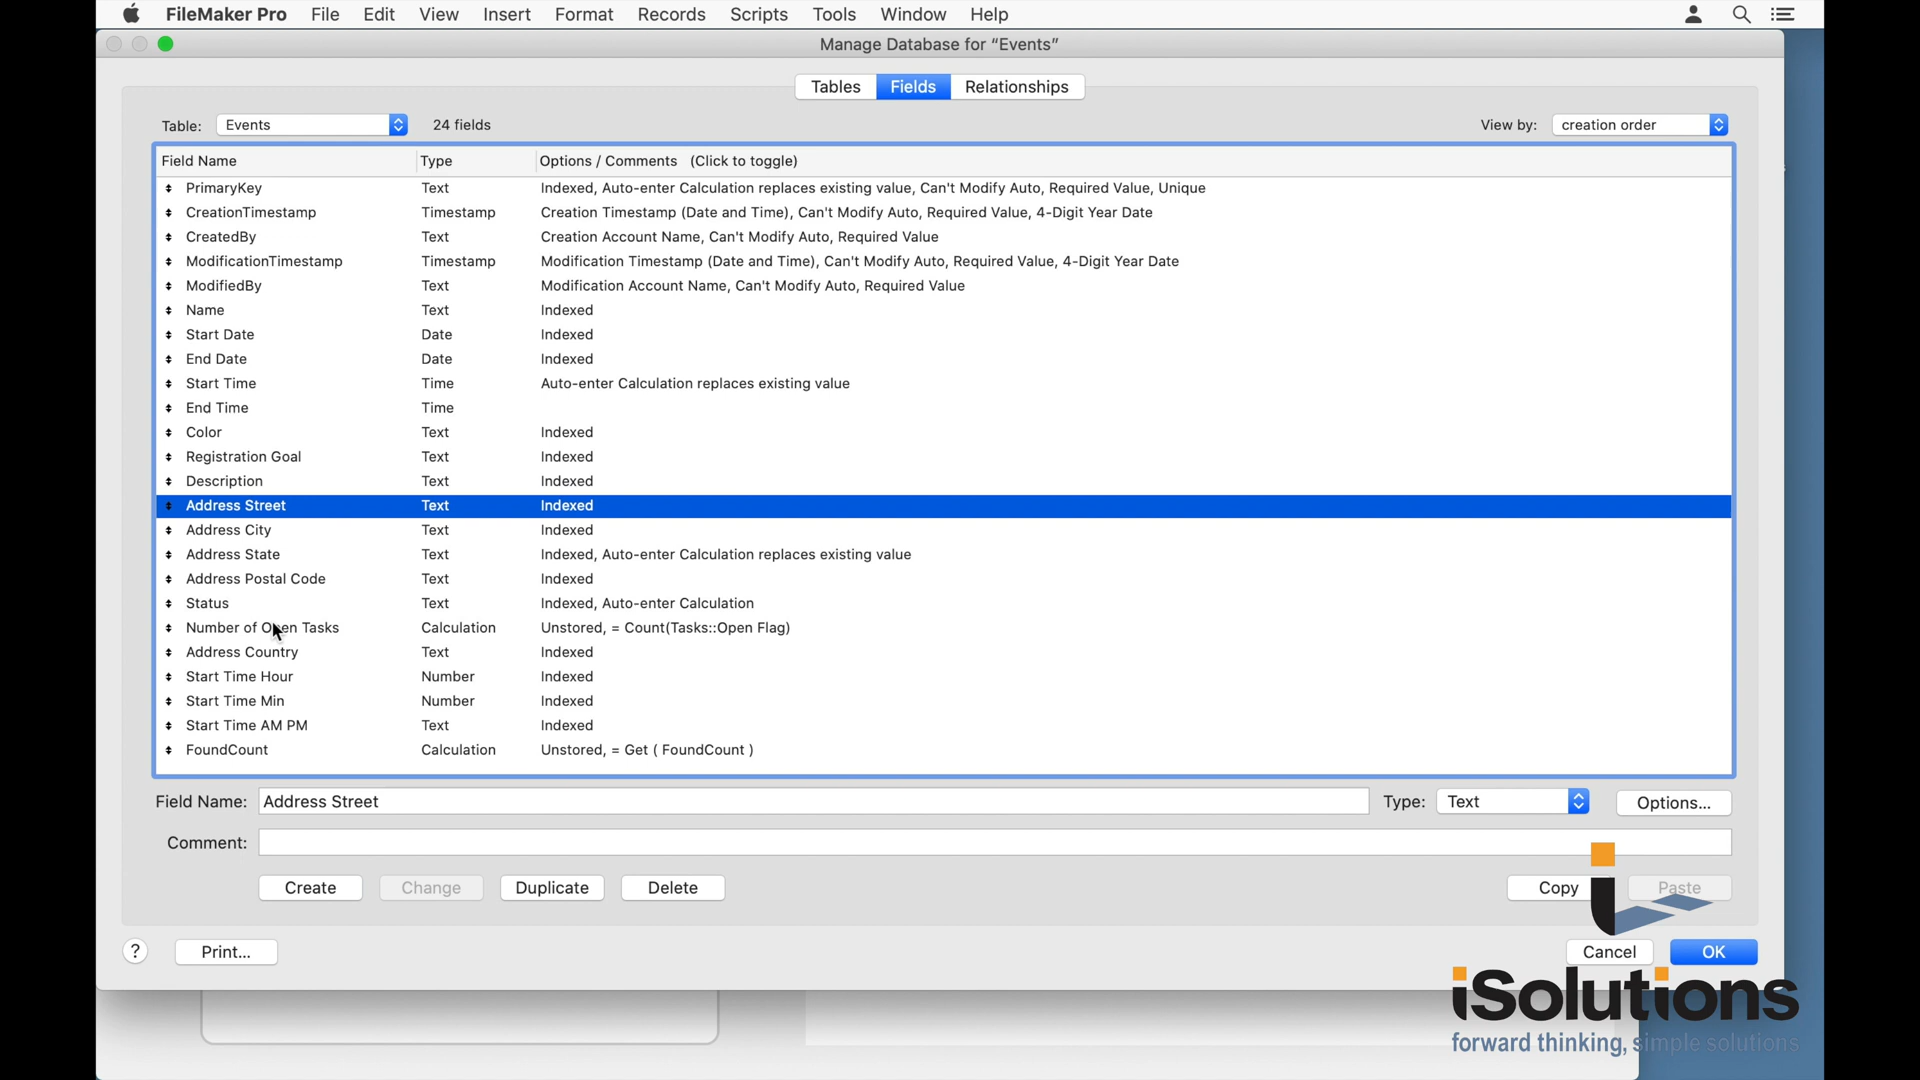 FileMaker Pro File Edit View Insert Format Records Scripts Tools Window Help
Manage Database for “Events”
Tables Fields Relationships
Table: Events 24 fields View by: creation order
Field Name Type Options / Comments (Click to toggle)
PrimaryKey Text Indexed, Auto-enter Calculation replaces existing value, Can't Modify Auto, Required Value, Unique
CreationTimestamp Timestamp Creation Timestamp (Date and Time), Can't Modify Auto, Required Value, 4-Digit Year Date
CreatedBy Text Creation Account Name, Can't Modify Auto, Required Value
ModificationTimestamp Timestamp Modification Timestamp (Date and Time), Can't Modify Auto, Required Value, 4-Digit Year Date
ModifiedBy Text Modification Account Name, Can't Modify Auto, Required Value
Name Text Indexed
Start Date Date Indexed
End Date Date Indexed
Start Time Time Auto-enter Calculation replaces existing value
End Time Time
Color Text Indexed
Registration Goal Text Indexed
Description Text Indexed
Address Street Text Indexed
Address City Text Indexed
Address State Text Indexed, Auto-enter Calculation replaces existing value
Address Postal Code Text Indexed
Status Text Indexed, Auto-enter Calculation
Number of Open Tasks Calculation Unstored, = Count(Tasks::Open Flag)
Address Country Text Indexed
Start Time Hour Number Indexed
Start Time Min Number Indexed
Start Time AM PM Text Indexed
FoundCount Calculation Unstored, = Get ( FoundCount )
Field Name: Address Street Type: Text Options...
Comment:
Create Change Duplicate Delete Copy Paste
? Print... Cancel OK
iSolutions
forward thinking, simple solutions